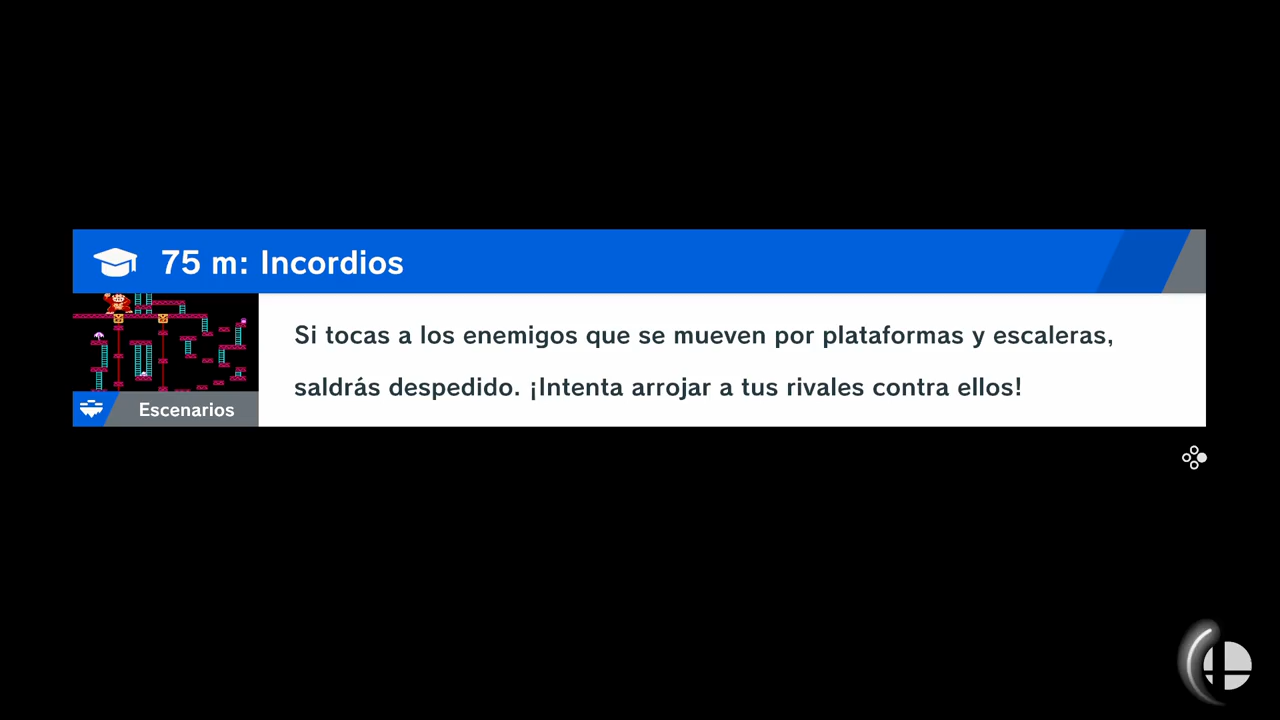 75 m: Incordios
Si tocas a los enemigos que se mueven por plataformas y escaleras,
saldrás despedido. ¡Intenta arrojar a tus rivales contra ellos!
Escenarios